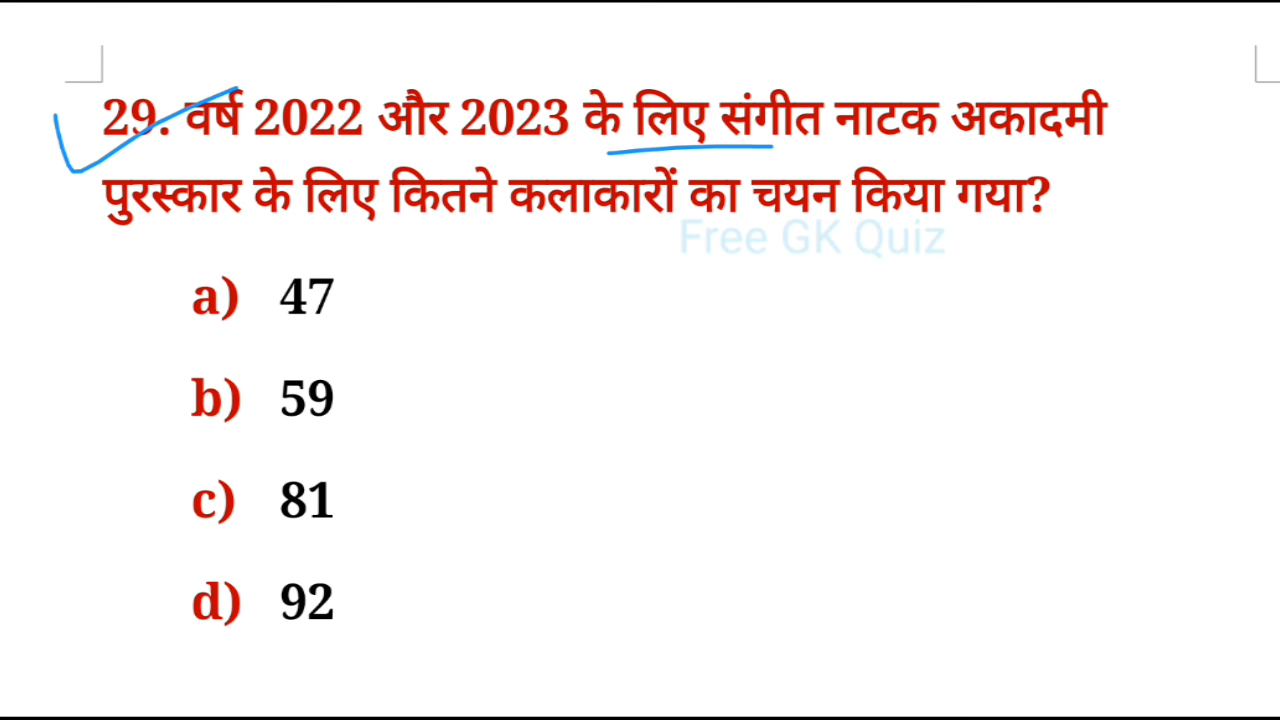 29. वर्ष 2022 और 2023 के लिए संगीत नाटक अकादमी
पुरस्कार के लिए कितने कलाकारों का चयन किया गया?
Free GK Quiz
a) 47
b) 59
c) 81
d) 92